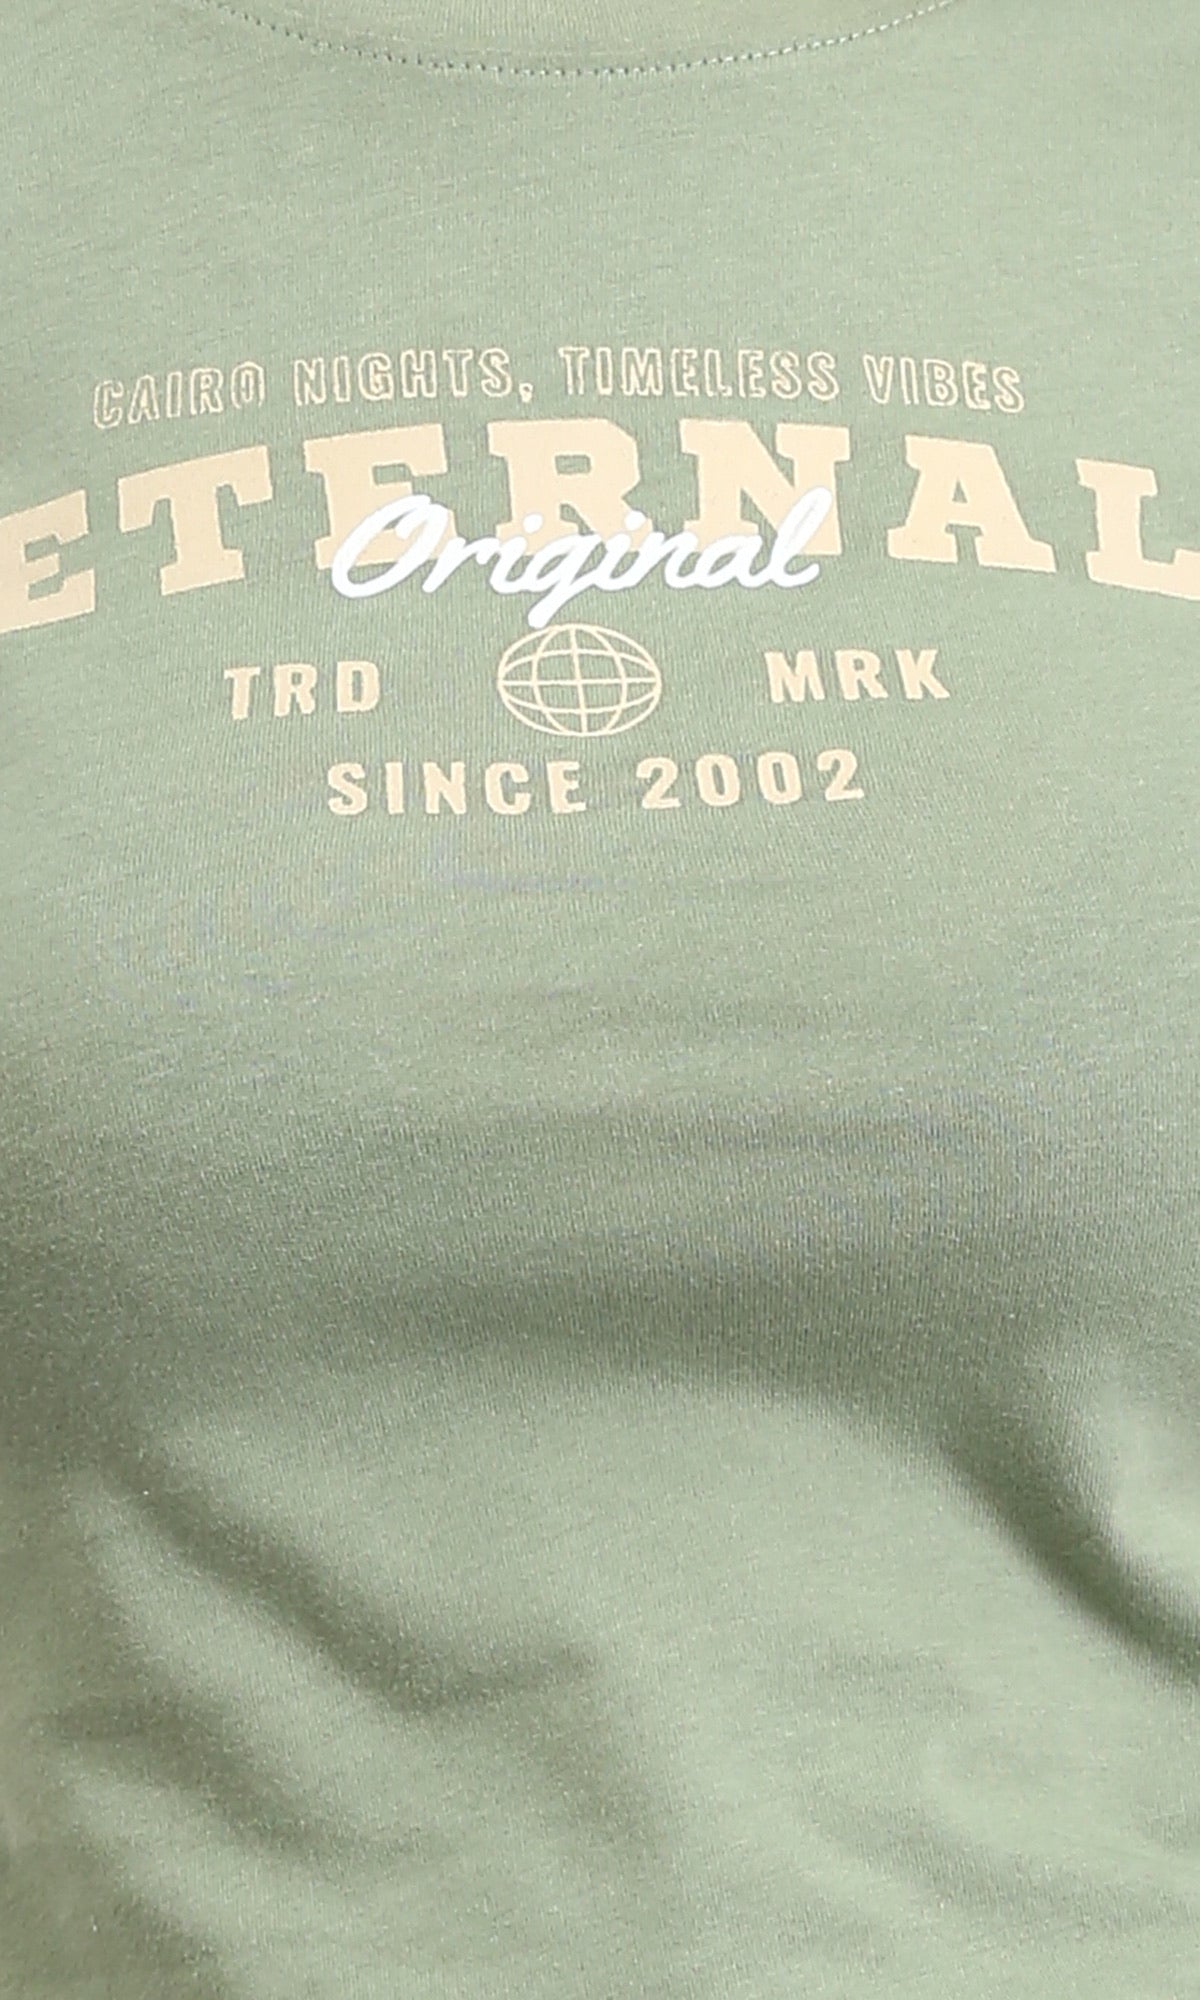 CAIRO NIGHTS, TIMELESS VIBES
ETERNAL
Original
TRD MRK
SINCE 2002